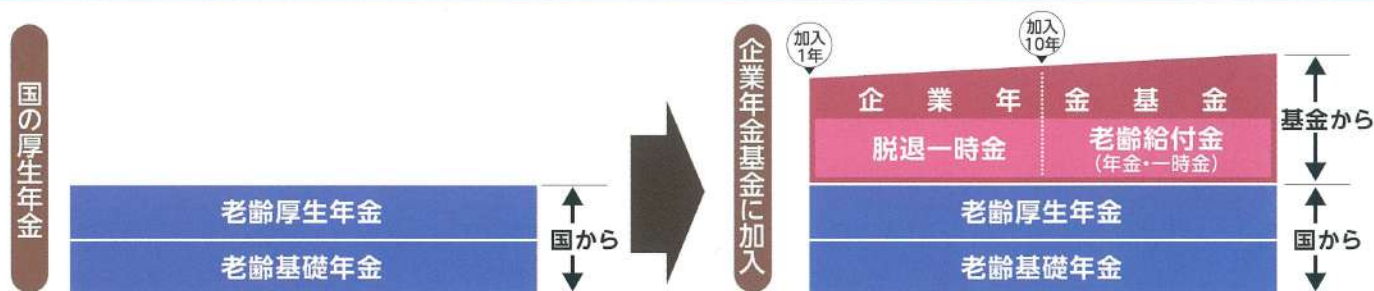 国の厚生年金
老齢厚生年金
老齢基礎年金
国から
企業年金基金に加入
加入
1年
加入
10年
企業年金基金
脱退一時金
老齢給付金
(年金・一時金)
基金から
老齢厚生年金
老齢基礎年金
国から